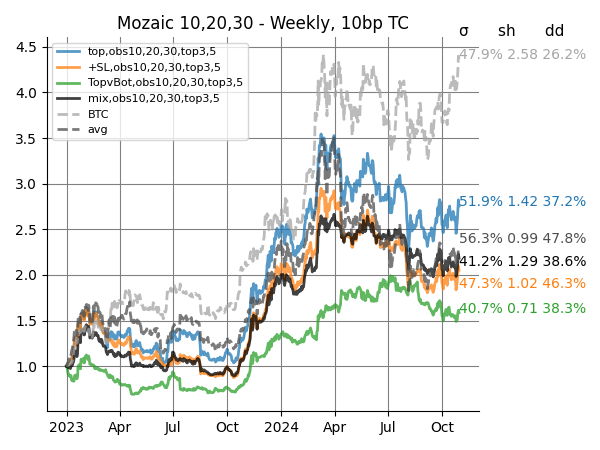 Mozaic 10,20,30 - Weekly, 10bp TC
σ sh dd
top,obs10,20,30,top3,5
+SL,obs10,20,30,top3,5
TopvBot,obs10,20,30,top3,5
mix,obs10,20,30,top3,5
BTC
avg
47.9% 2.58 26.2%
51.9% 1.42 37.2%
56.3% 0.99 47.8%
41.2% 1.29 38.6%
47.3% 1.02 46.3%
40.7% 0.71 38.3%
4.5
4.0
3.5
3.0
2.5
2.0
1.5
1.0
2023 Apr Jul Oct 2024 Apr Jul Oct